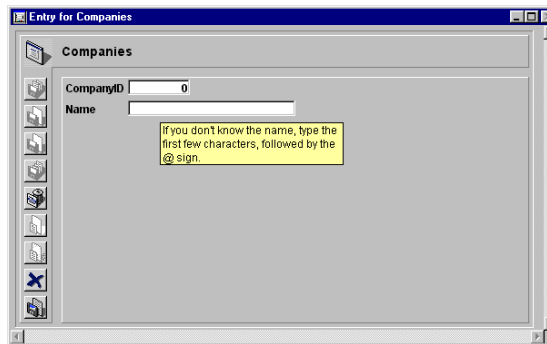 Entry for Companies
Companies
CompanyID 0
Name
If you don't know the name, type the
first few characters, followed by the
@ sign.